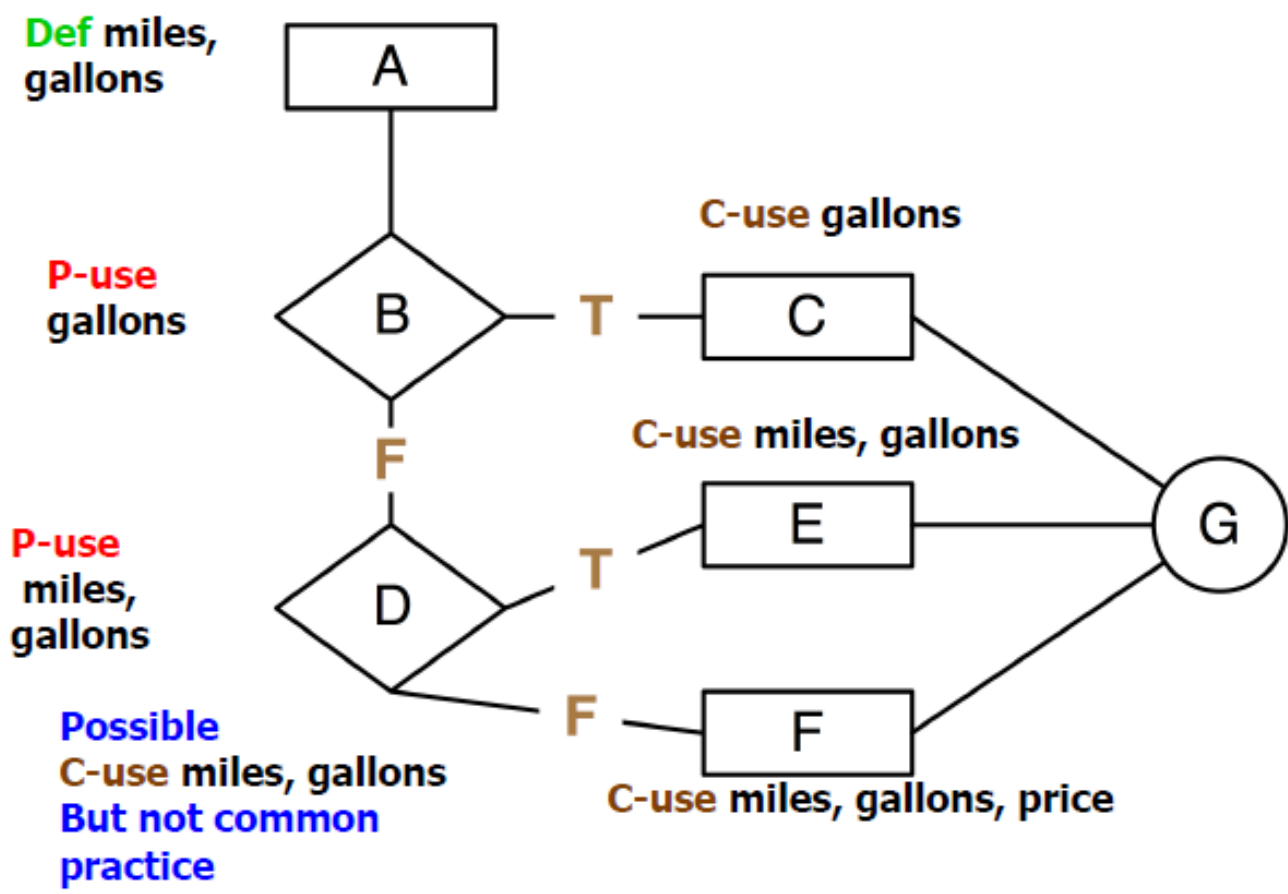 Def miles,
gallons
A
C-use gallons
P-use
gallons
B
T
C
F
C-use miles, gallons
E
G
P-use
miles,
gallons
D
T
F
F
Possible
C-use miles, gallons
But not common
practice
C-use miles, gallons, price